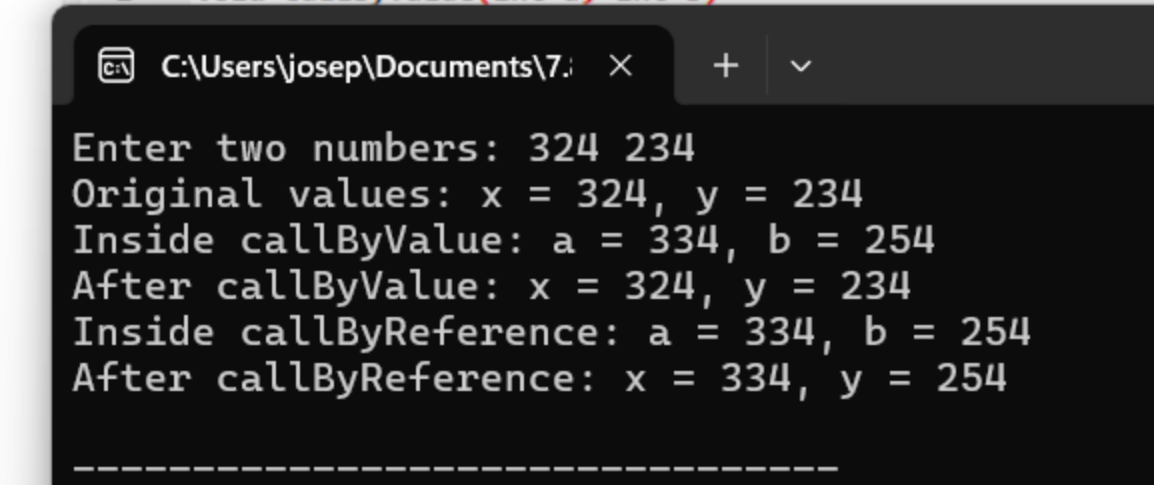 C:\Users\josep\Documents\7.
Enter two numbers: 324 234
Original values: x = 324, y = 234
Inside callByValue: a = 334, b = 254
After callByValue: x = 324, y = 234
Inside callByReference: a = 334, b = 254
After callByReference: x = 334, y = 254
--------------------------------